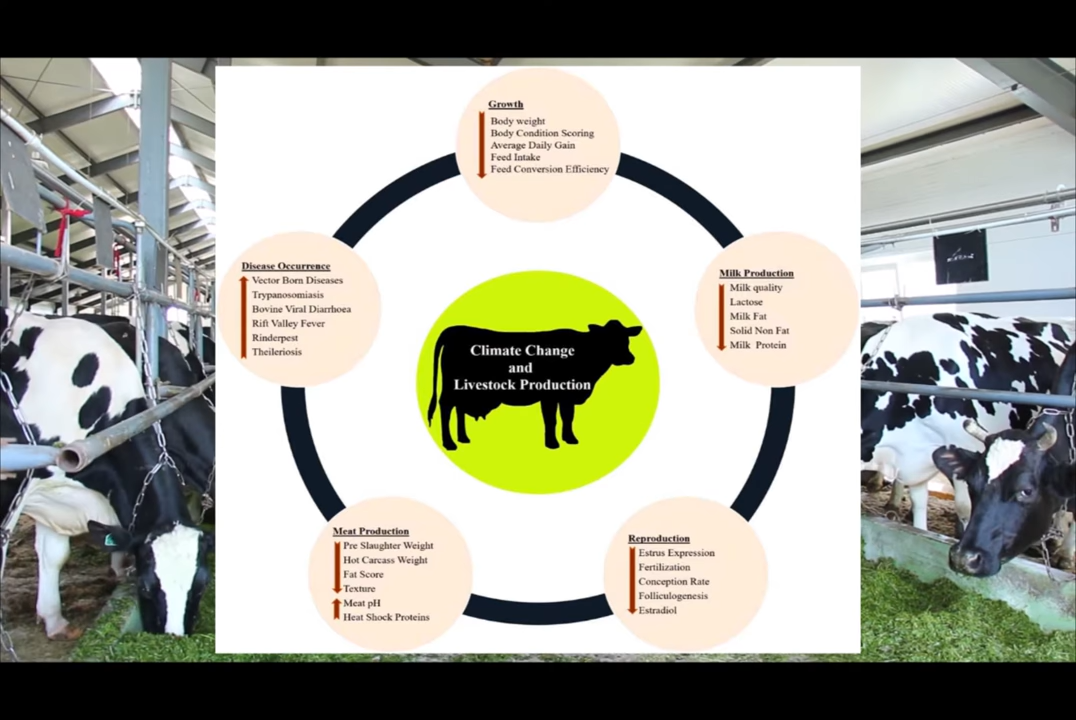 Growth
Body weight
Body Condition Scoring
Average Daily Gain
Feed Intake
Feed Conversion Efficiency
Disease Occurrence
Vector Born Diseases
Trypanosomiasis
Bovine Viral Diarrhoea
Rift Valley Fever
Rinderpest
Theileriosis
Milk Production
Milk quality
Lactose
Milk Fat
Solid Non Fat
Milk Protein
Climate Change
and
Livestock Production
Meat Production
Pre Slaughter Weight
Hot Carcass Weight
Fat Score
Texture
Meat pH
Heat Shock Proteins
Reproduction
Estrus Expression
Fertilization
Conception Rate
Folliculogenesis
Estradiol